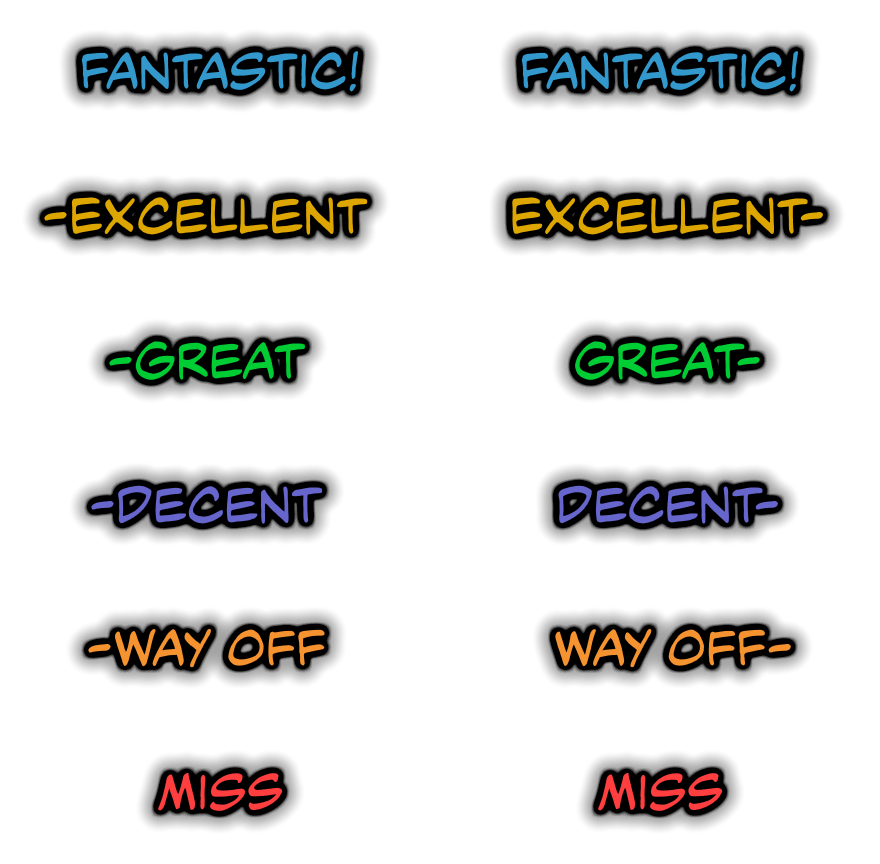 FANTASTIC! FANTASTIC!
-EXCELLENT EXCELLENT-
-GREAT GREAT-
-DECENT DECENT-
-WAY OFF WAY OFF-
MISS MISS